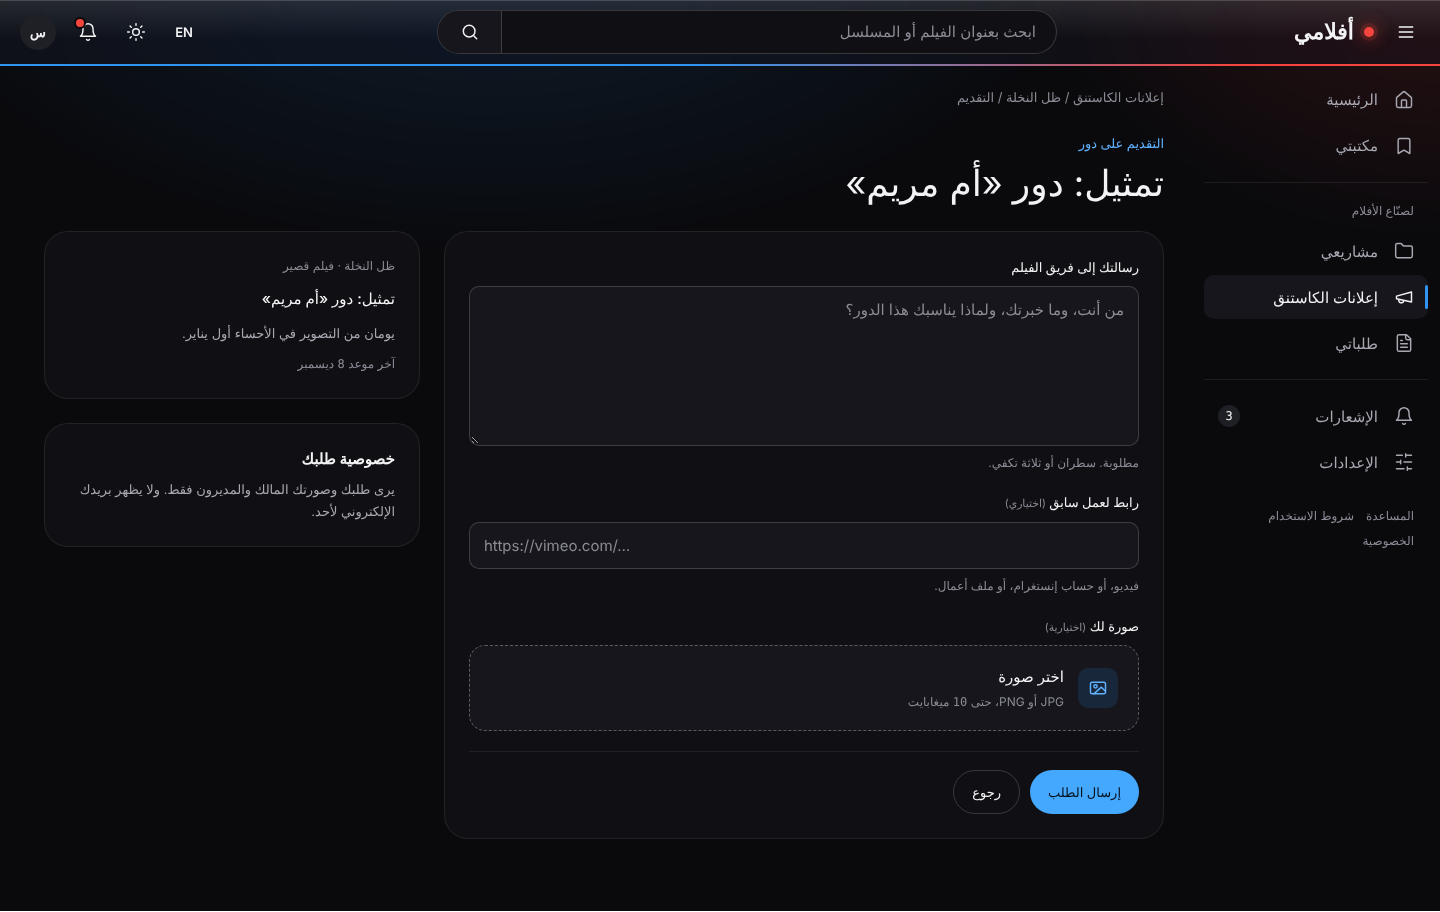 أفلامي
ابحث بعنوان الفيلم أو المسلسل
EN
س
الرئيسية
مكتبتي
لصنّاع الأفلام
مشاريعي
إعلانات الكاستنق
طلباتي
الإشعارات
3
الإعدادات
المساعدة شروط الاستخدام
الخصوصية
إعلانات الكاستنق / ظل النخلة / التقديم
التقديم على دور
تمثيل: دور «أم مريم»
رسالتك إلى فريق الفيلم
من أنت، وما خبرتك، ولماذا يناسبك هذا الدور؟
مطلوبة. سطران أو ثلاثة تكفي.
رابط لعمل سابق (اختياري)
https://vimeo.com/...
فيديو، أو حساب إنستغرام، أو ملف أعمال.
صورة لك (اختيارية)
اختر صورة
JPG أو PNG، حتى 10 ميغابايت
إرسال الطلب
رجوع
ظل النخلة · فيلم قصير
تمثيل: دور «أم مريم»
يومان من التصوير في الأحساء أول يناير.
آخر موعد 8 ديسمبر
خصوصية طلبك
يرى طلبك وصورتك المالك والمديرون فقط. ولا يظهر بريدك
الإلكتروني لأحد.